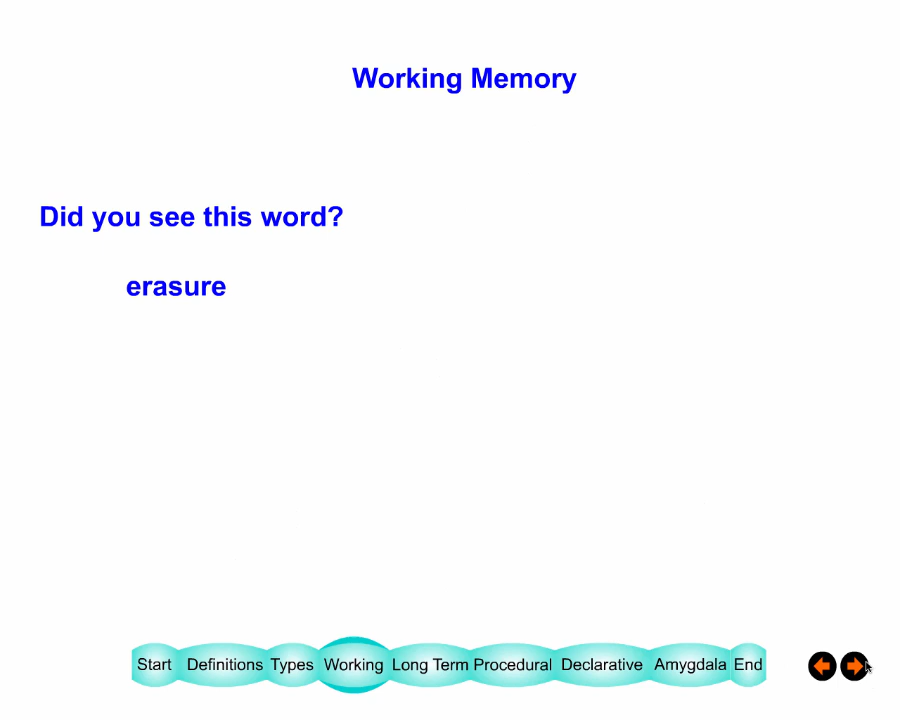 Working Memory
Did you see this word?
erasure
Start Definitions Types Working Long Term Procedural Declarative Amygdala End